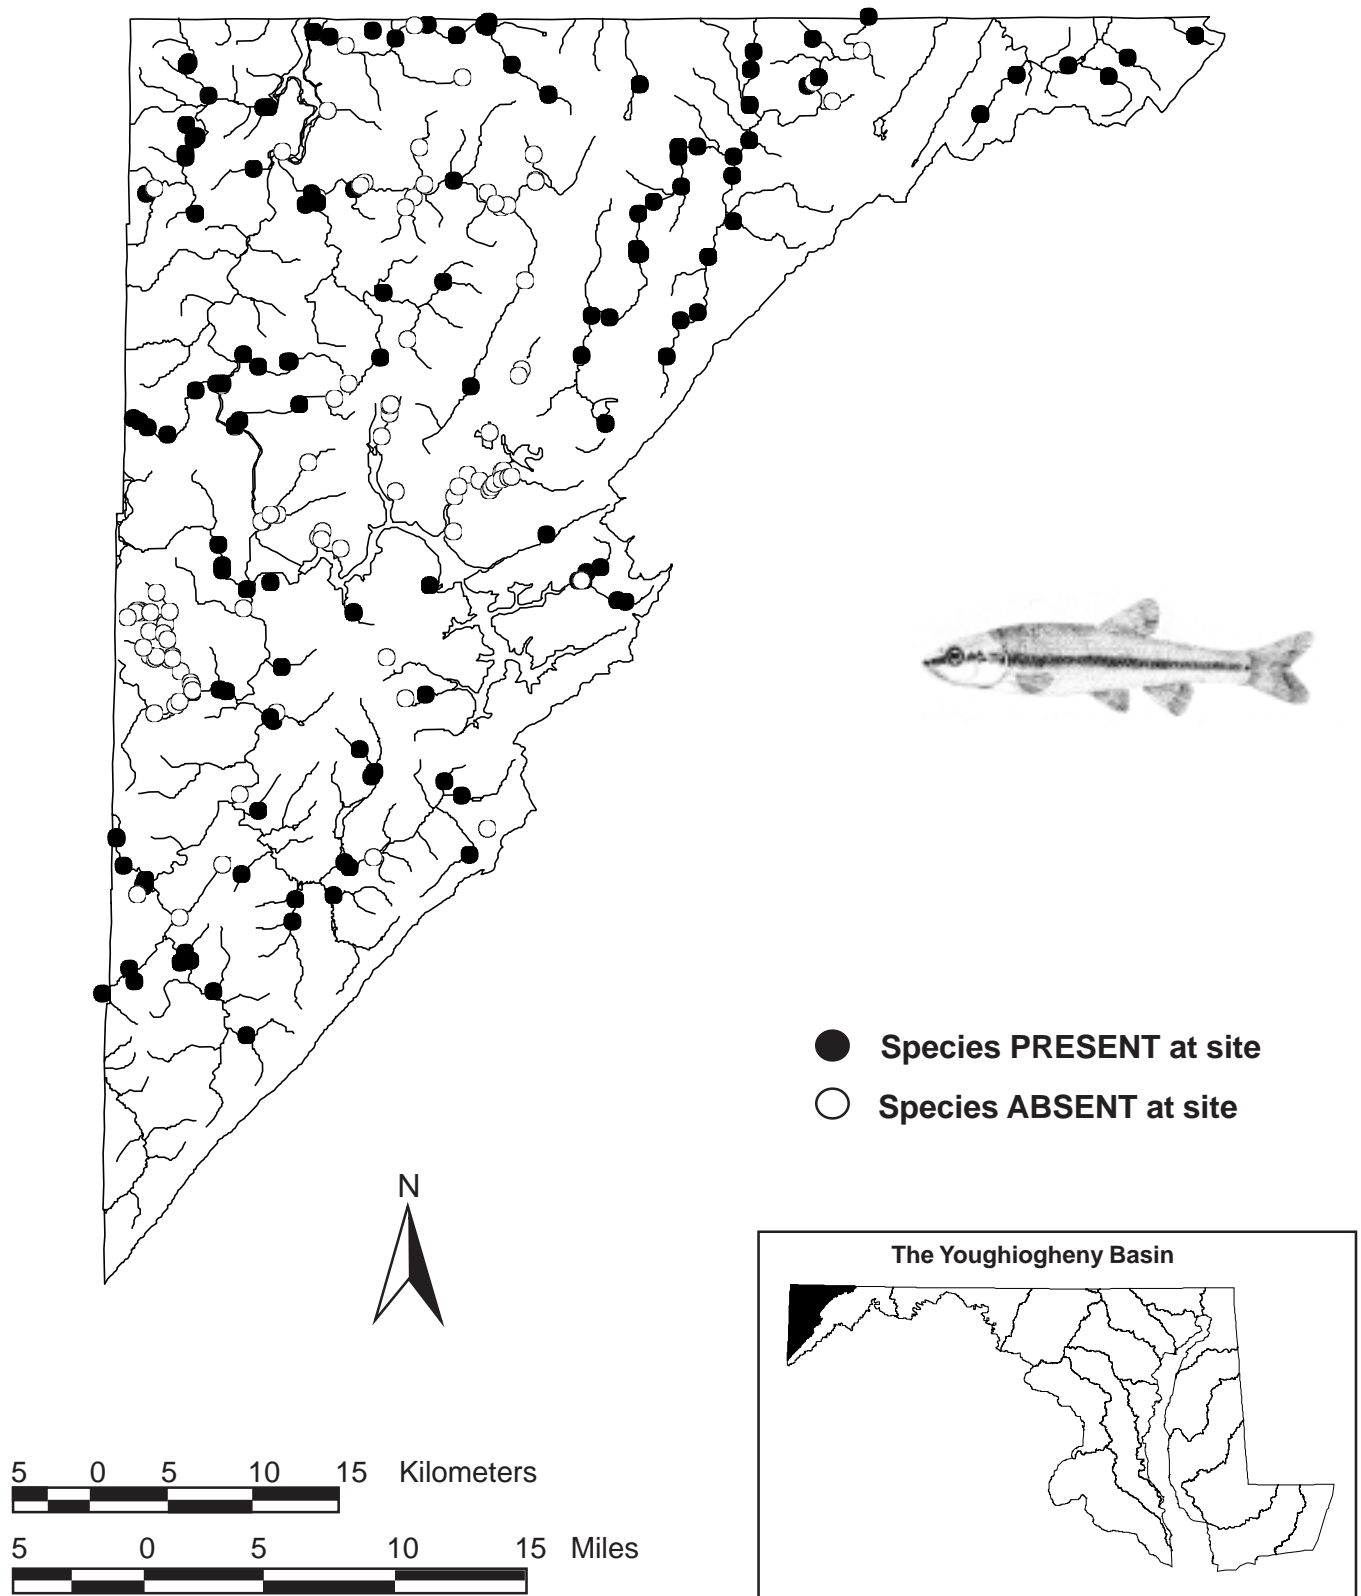 Species PRESENT at site
Species ABSENT at site
N
The Youghiogheny Basin
5 0 5 10 15 Kilometers
5 0 5 10 15 Miles